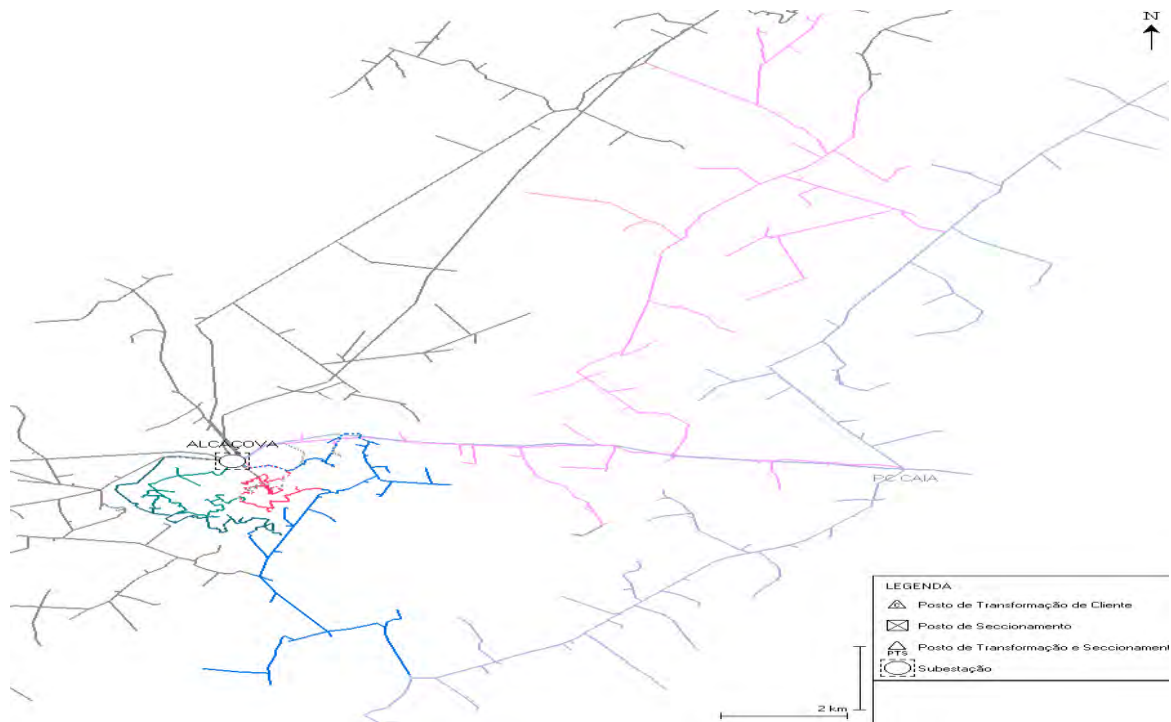 N
ALCAÇOVA
PC CAIA
LEGENDA
Posto de Transformação de Cliente
Posto de Seccionamento
PTS
Posto de Transformação e Seccionament
Subestação
2 km